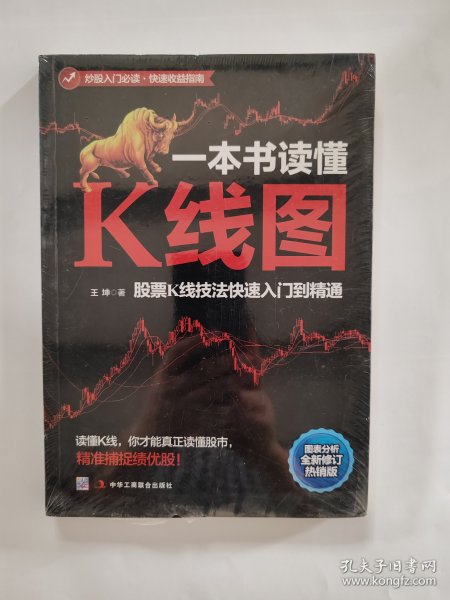 炒股入门必读·快速收益指南
一本书读懂
K线图
王 坤◎著 股票K线技法快速入门到精通
读懂K线，你才能真正读懂股市，
精准捕捉绩优股！
图表分析
全新修订
热销版
中华工商联合出版社
孔夫子旧书网
www.kongfz.com